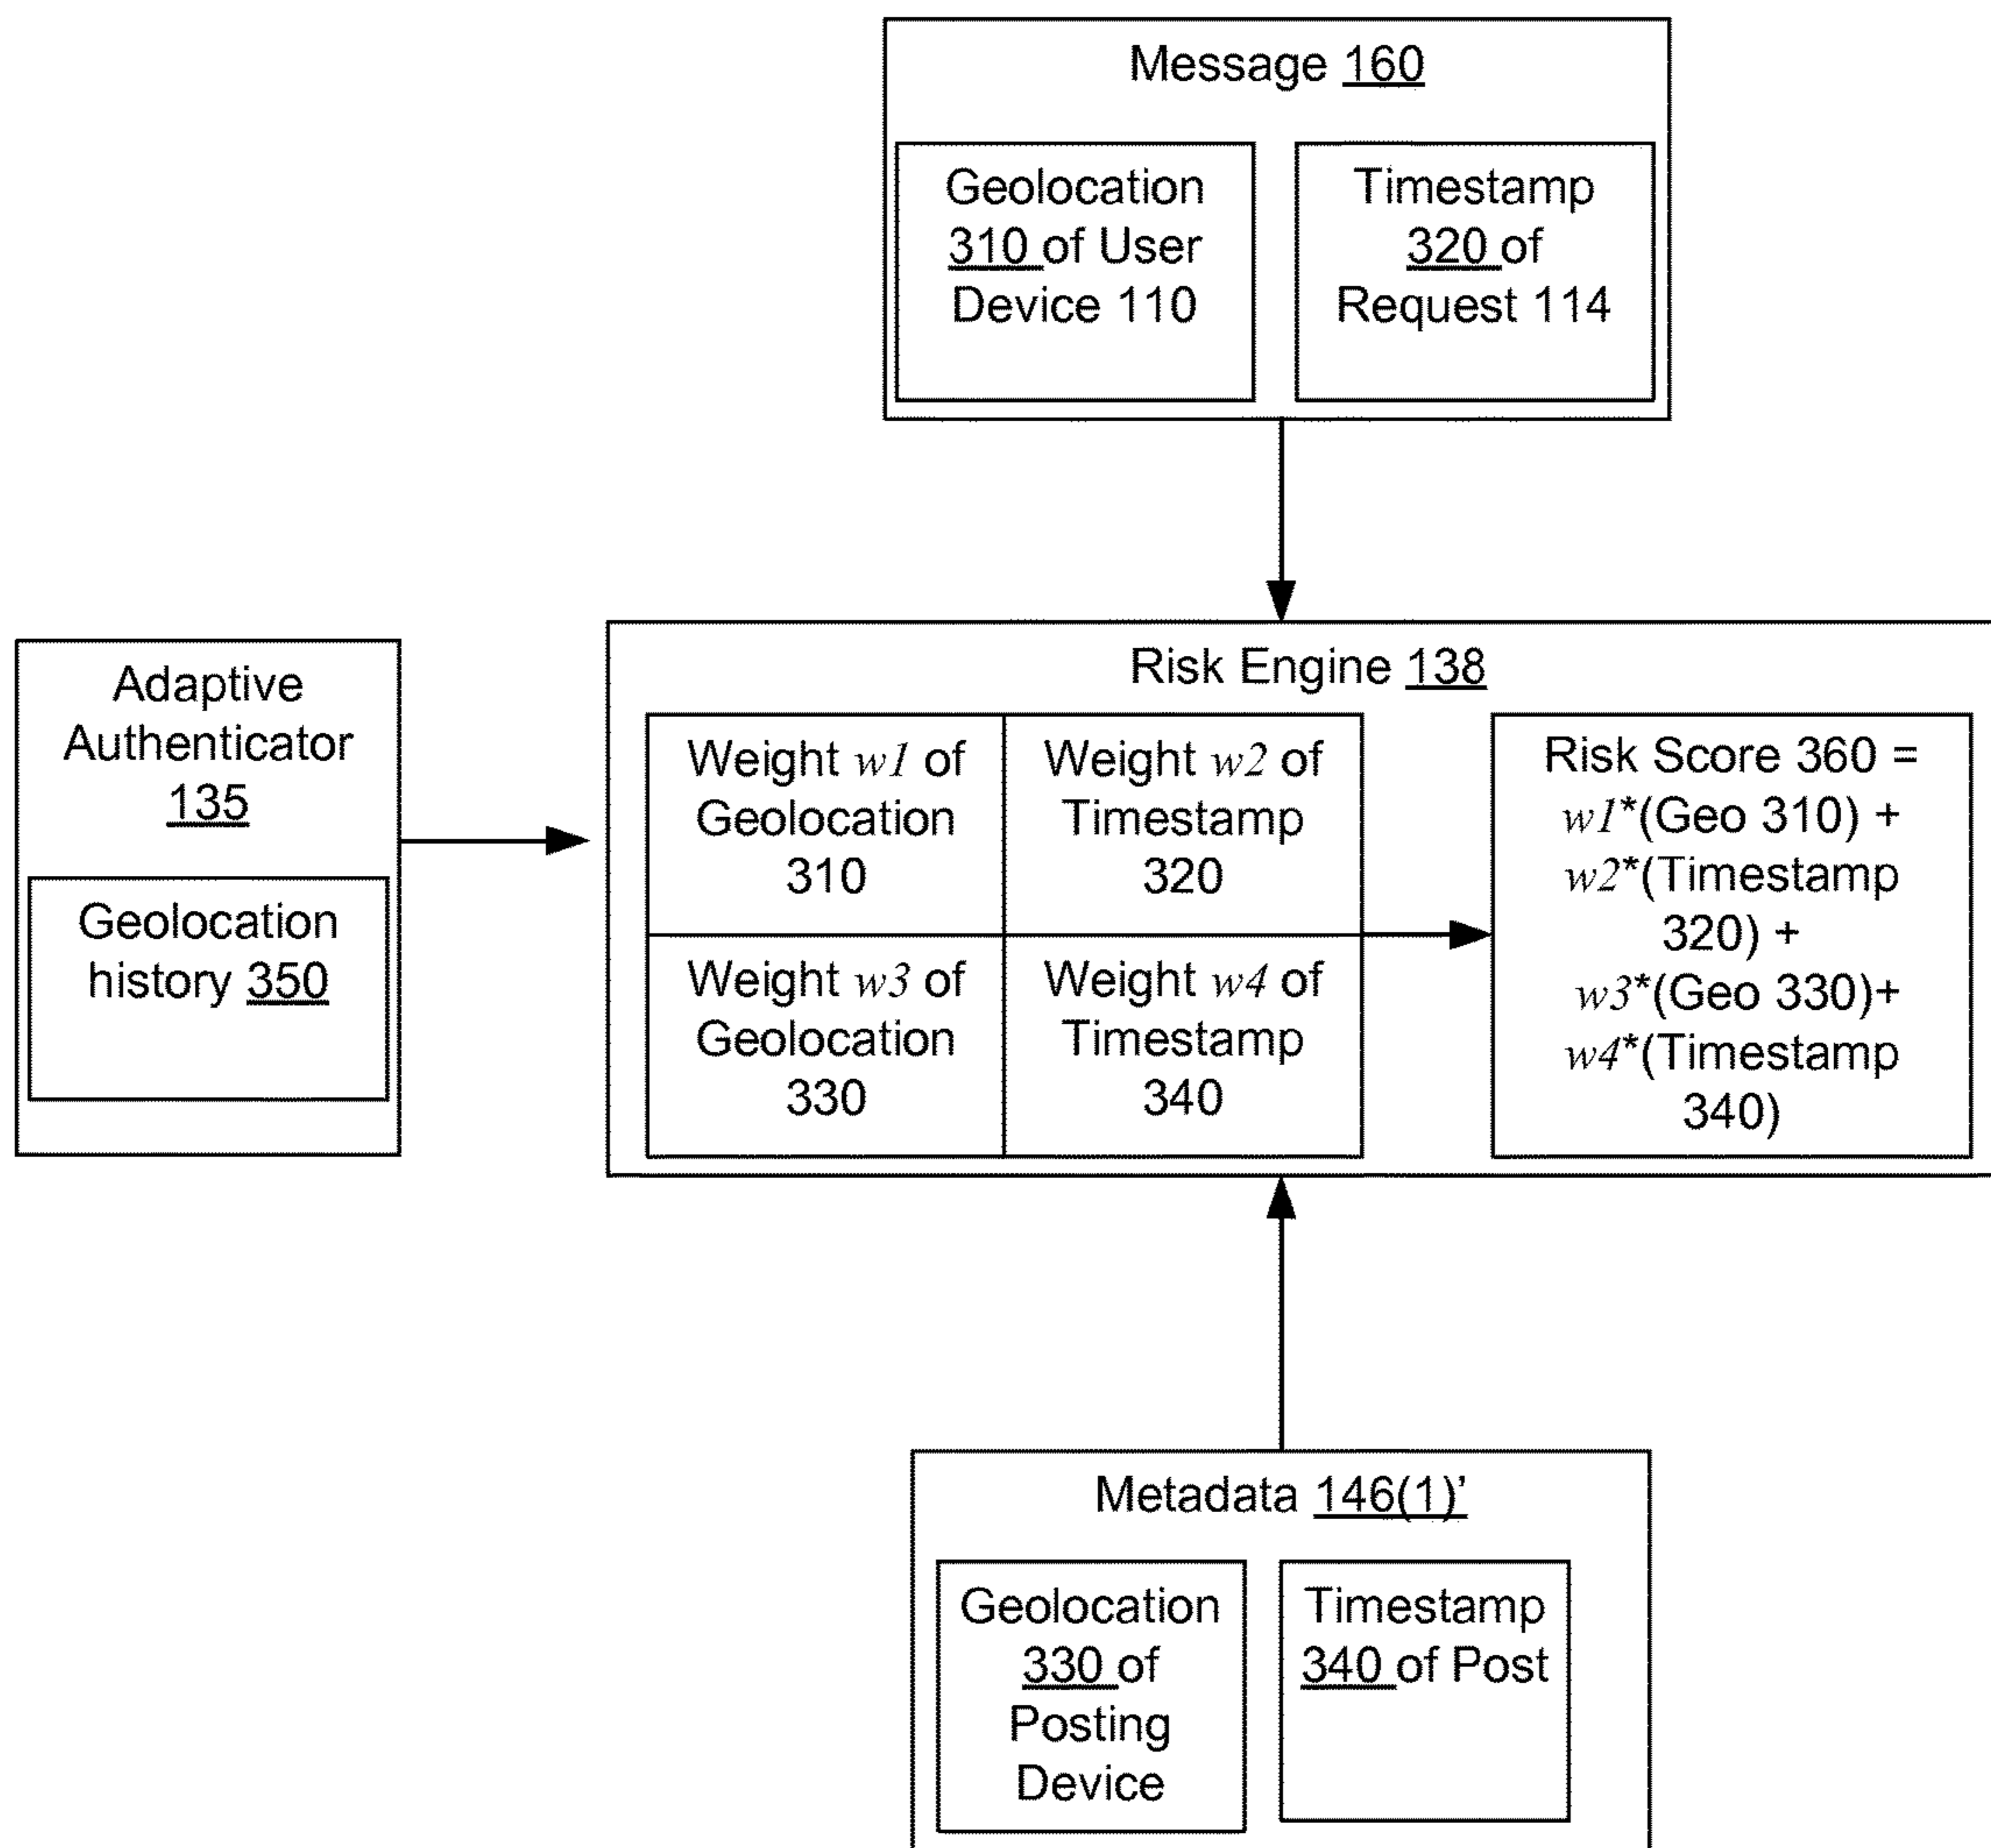 Message 160
Geolocation
310 of User
Device 110
Timestamp
320 of
Request 114
Adaptive
Authenticator
135
Geolocation
history 350
Risk Engine 138
Weight w1 of
Geolocation
310
Weight w2 of
Timestamp
320
Weight w3 of
Geolocation
330
Weight w4 of
Timestamp
340
Risk Score 360 =
w1*(Geo 310) +
w2*(Timestamp
320) +
w3*(Geo 330)+
w4*(Timestamp
340)
Metadata 146(1)’
Geolocation
330 of
Posting
Device
Timestamp
340 of Post